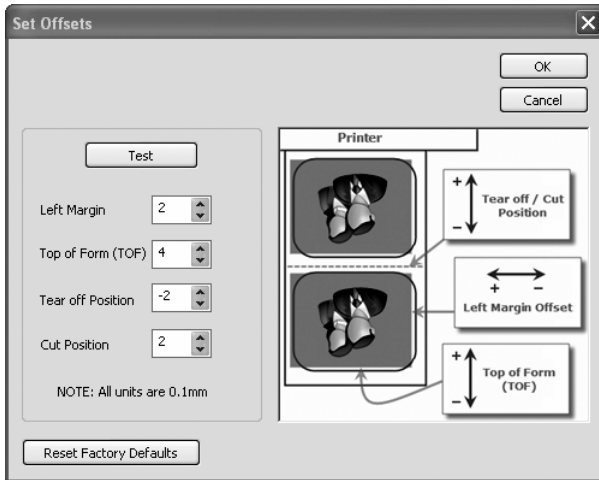 Set Offsets
OK
Cancel
Test
Left Margin 2
Top of Form (TOF) 4
Tear off Position -2
Cut Position 2
NOTE: All units are 0.1mm
Reset Factory Defaults
Printer
+
Tear off / Cut
Position
–
+ –
Left Margin Offset
+
Top of Form
(TOF)
–